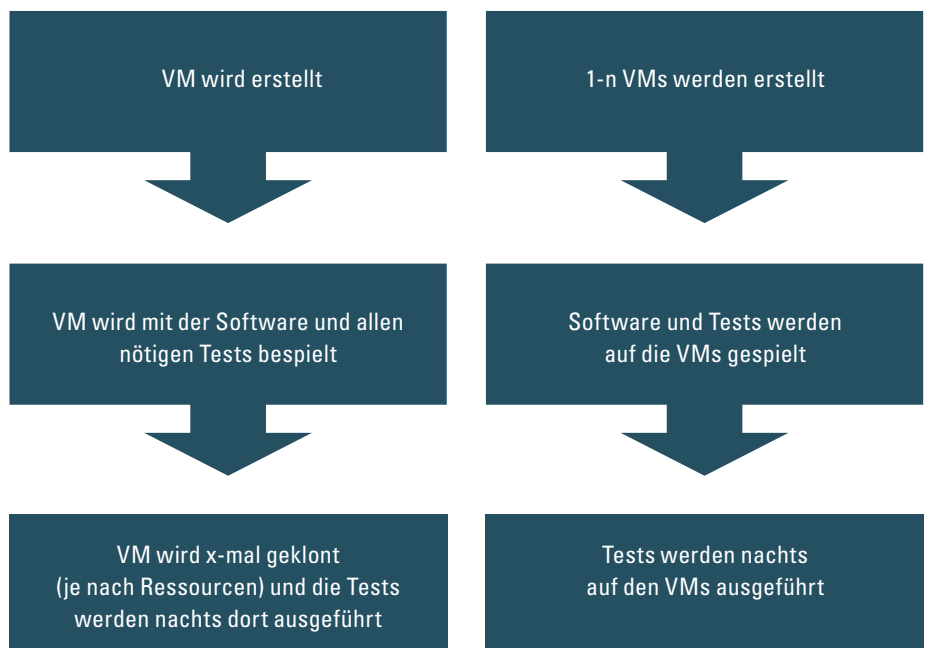 VM wird erstellt
VM wird mit der Software und allen
nötigen Tests bespielt
VM wird x-mal geklont
(je nach Ressourcen) und die Tests
werden nachts dort ausgeführt
1-n VMs werden erstellt
Software und Tests werden
auf die VMs gespielt
Tests werden nachts
auf den VMs ausgeführt